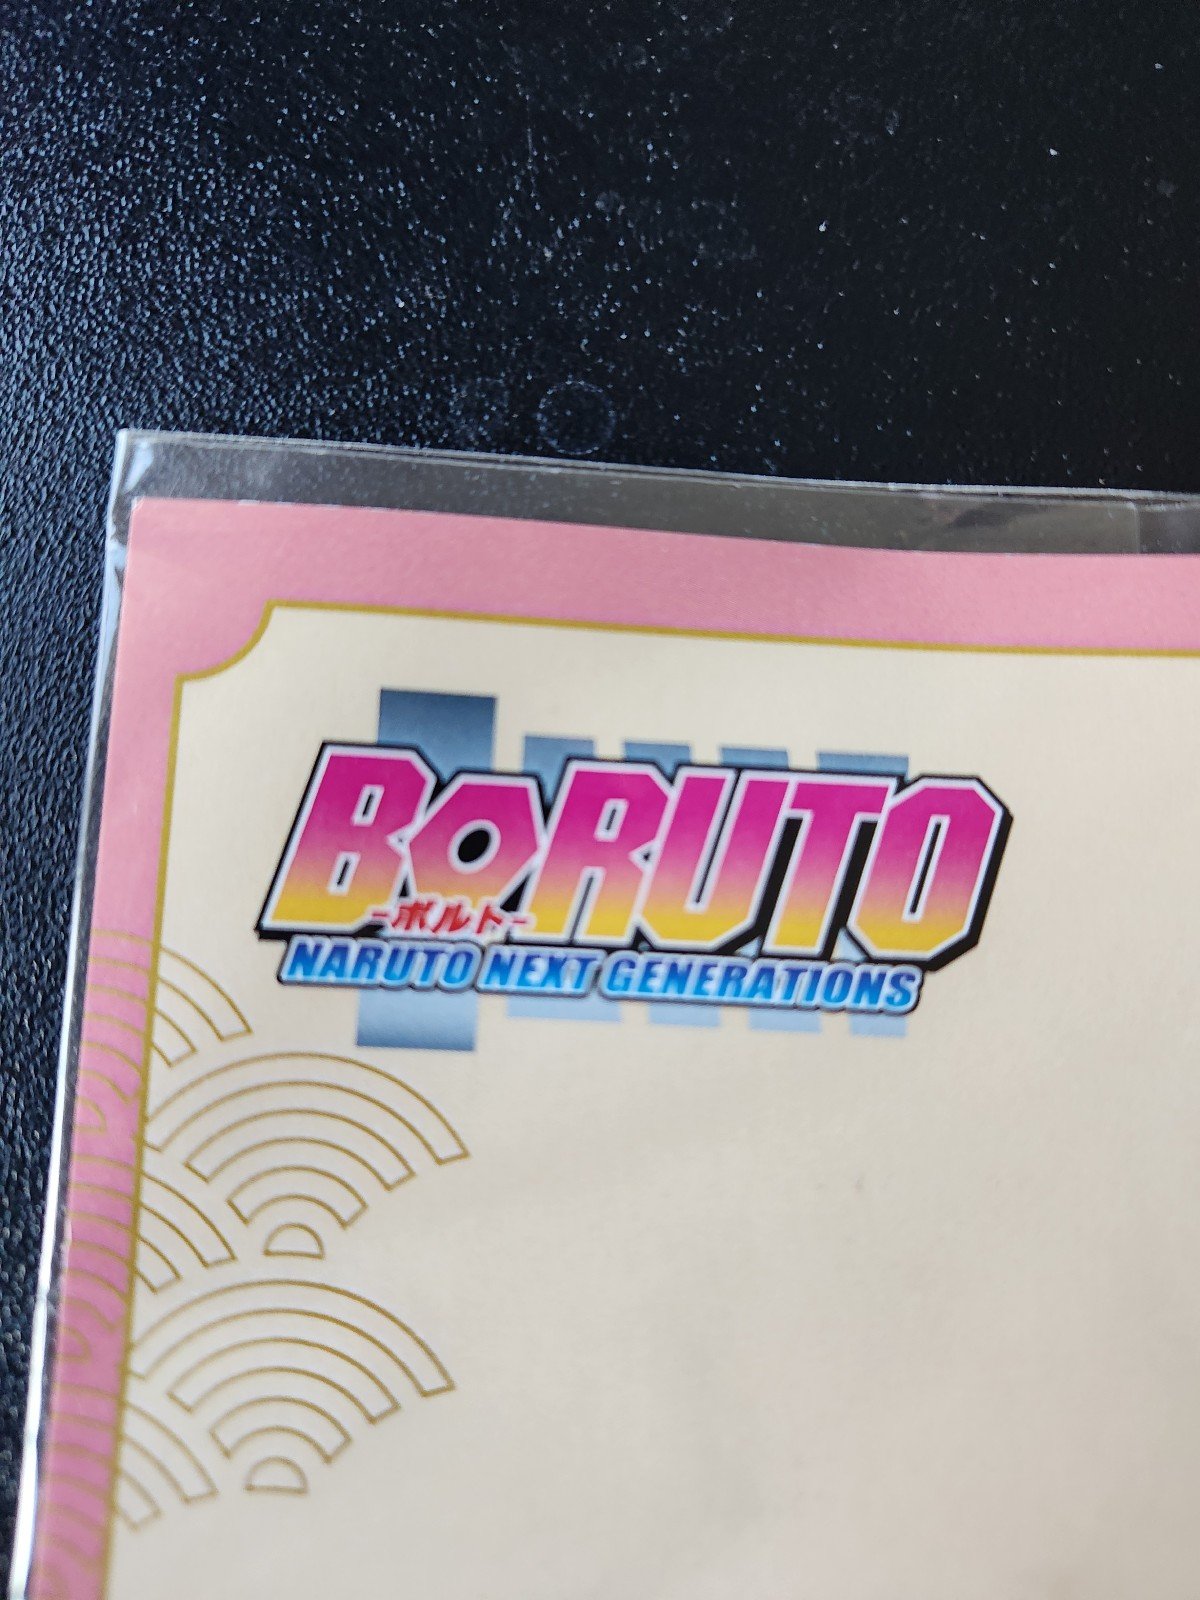 BORUTO
-ボルト-
NARUTO NEXT GENERATIONS